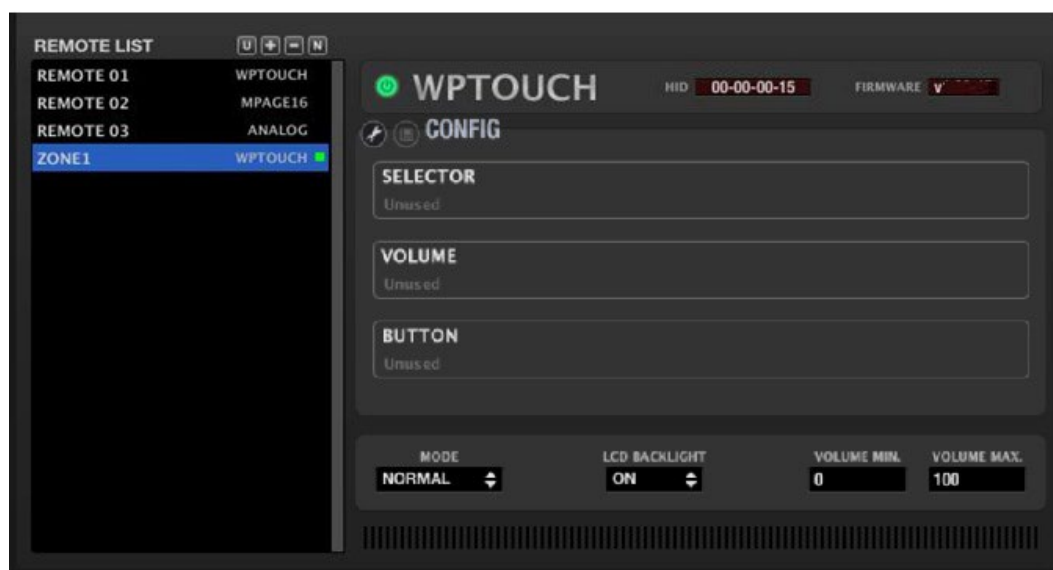 REMOTE LIST U + - N
REMOTE 01 WPTOUCH
REMOTE 02 MPAGE16
REMOTE 03 ANALOG
ZONE1 WPTOUCH
WPTOUCH HID 00-00-00-15 FIRMWARE
CONFIG
SELECTOR
Unused
VOLUME
Unused
BUTTON
Unused
MODE LCD BACKLIGHT VOLUME MIN. VOLUME MAX.
NORMAL ON 0 100